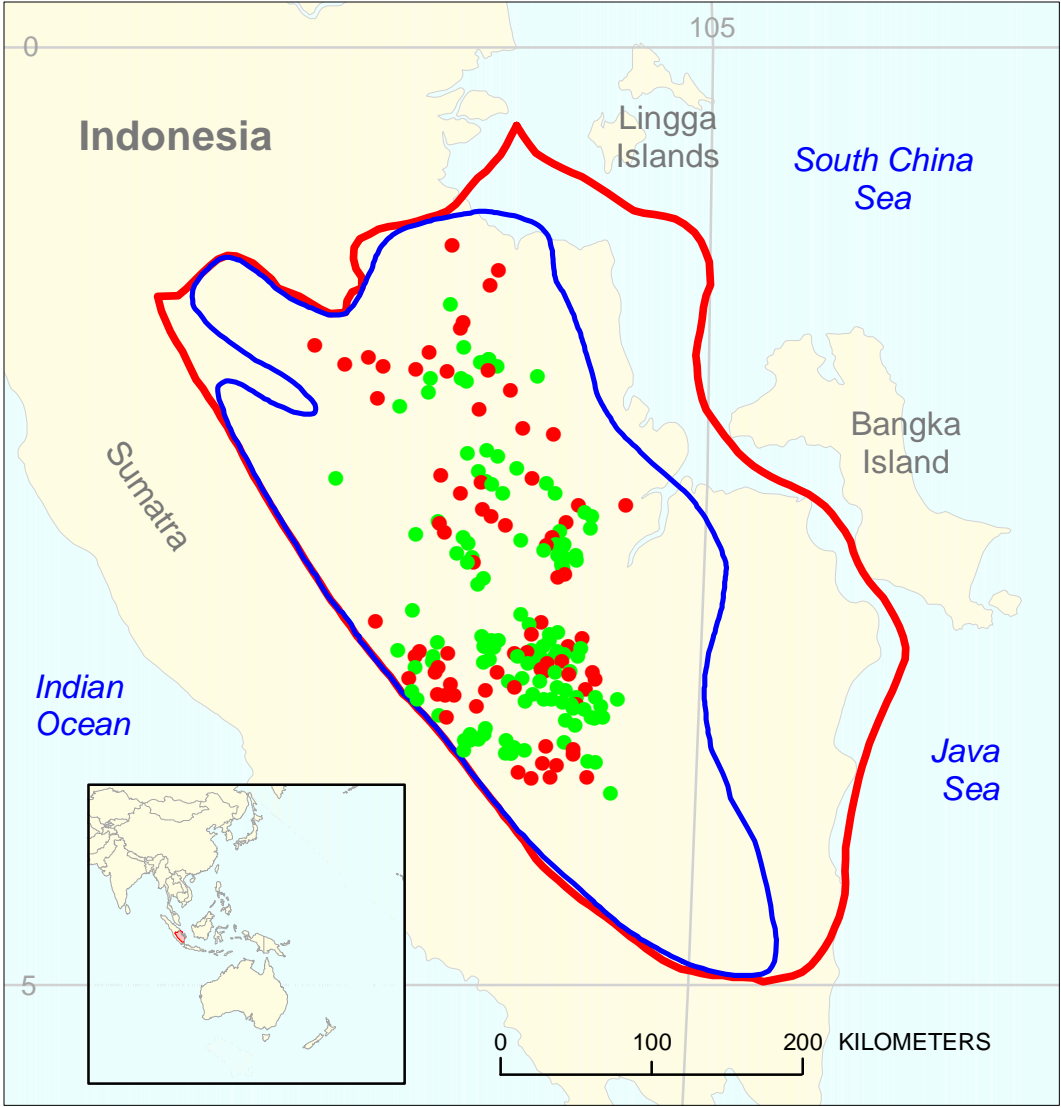 105
0
Lingga
Islands
Indonesia
South China
Sea
Bangka
Island
Sumatra
Indian
Ocean
Java
Sea
5
0 100 200 KILOMETERS